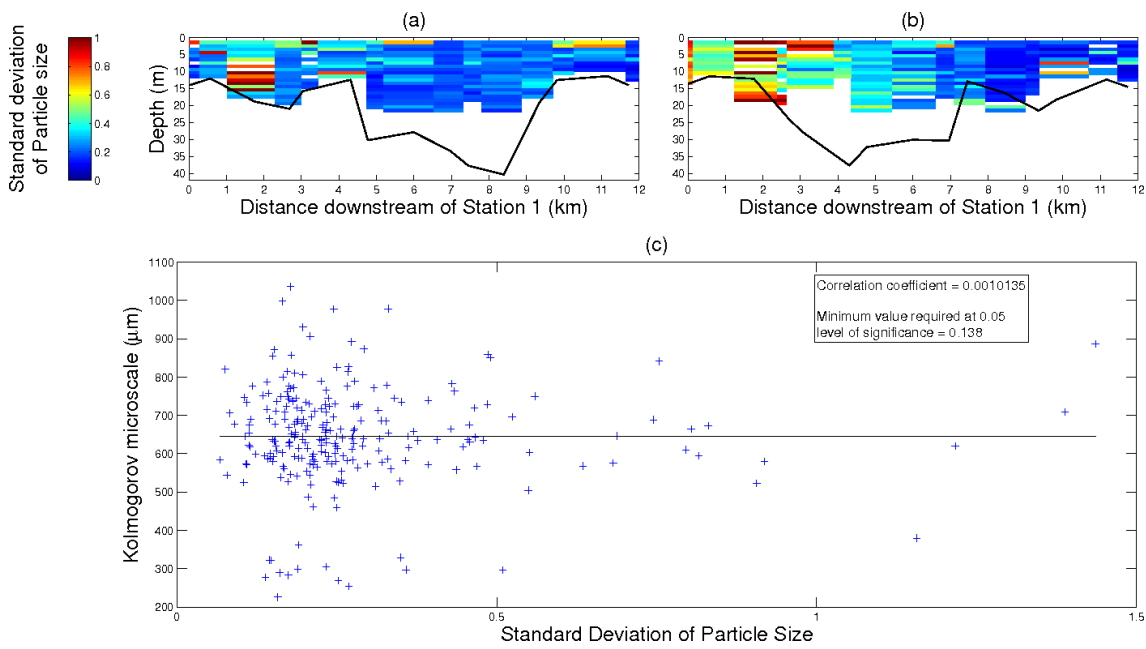 (a)
(b)
Standard deviation
of Particle size
1
0.8
0.6
0.4
0.2
0
Depth (m)
0
5
10
15
20
25
30
35
40
0 1 2 3 4 5 6 7 8 9 10 11 12
Distance downstream of Station 1 (km)
0
5
10
15
20
25
30
35
40
0 1 2 3 4 5 6 7 8 9 10 11 12
Distance downstream of Station 1 (km)
(c)
Kolmogorov microscale (μm)
1100
1000
900
800
700
600
500
400
300
200
Correlation coefficient = 0.0010135
Minimum value required at 0.05
level of significance = 0.138
0 0.5 1 1.5
Standard Deviation of Particle Size